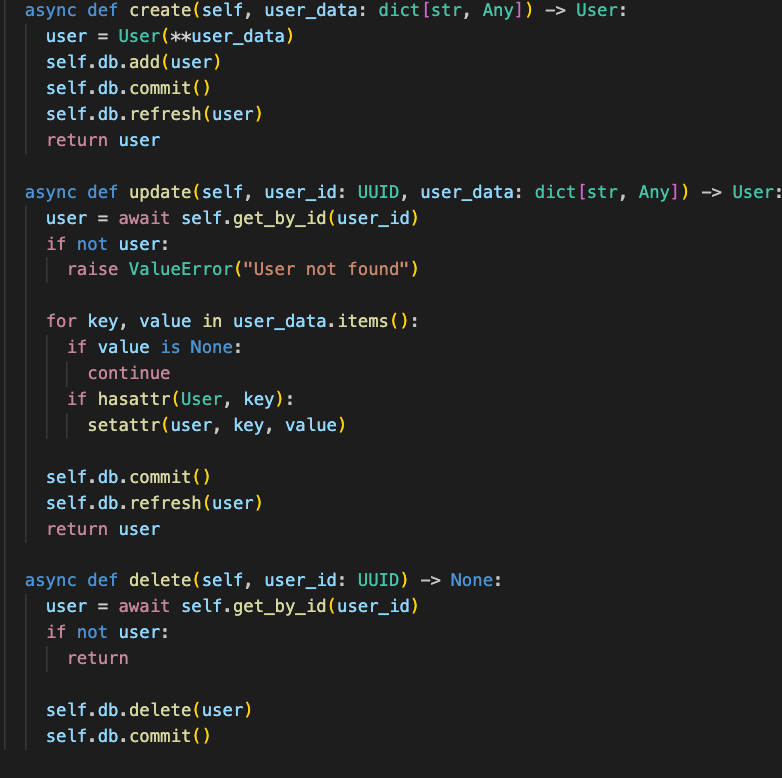 async def create(self, user_data: dict[str, Any]) -> User:
  user = User(**user_data)
  self.db.add(user)
  self.db.commit()
  self.db.refresh(user)
  return user

async def update(self, user_id: UUID, user_data: dict[str, Any]) -> User:
  user = await self.get_by_id(user_id)
  if not user:
    raise ValueError("User not found")

  for key, value in user_data.items():
    if value is None:
      continue
    if hasattr(User, key):
      setattr(user, key, value)

  self.db.commit()
  self.db.refresh(user)
  return user

async def delete(self, user_id: UUID) -> None:
  user = await self.get_by_id(user_id)
  if not user:
    return

  self.db.delete(user)
  self.db.commit()